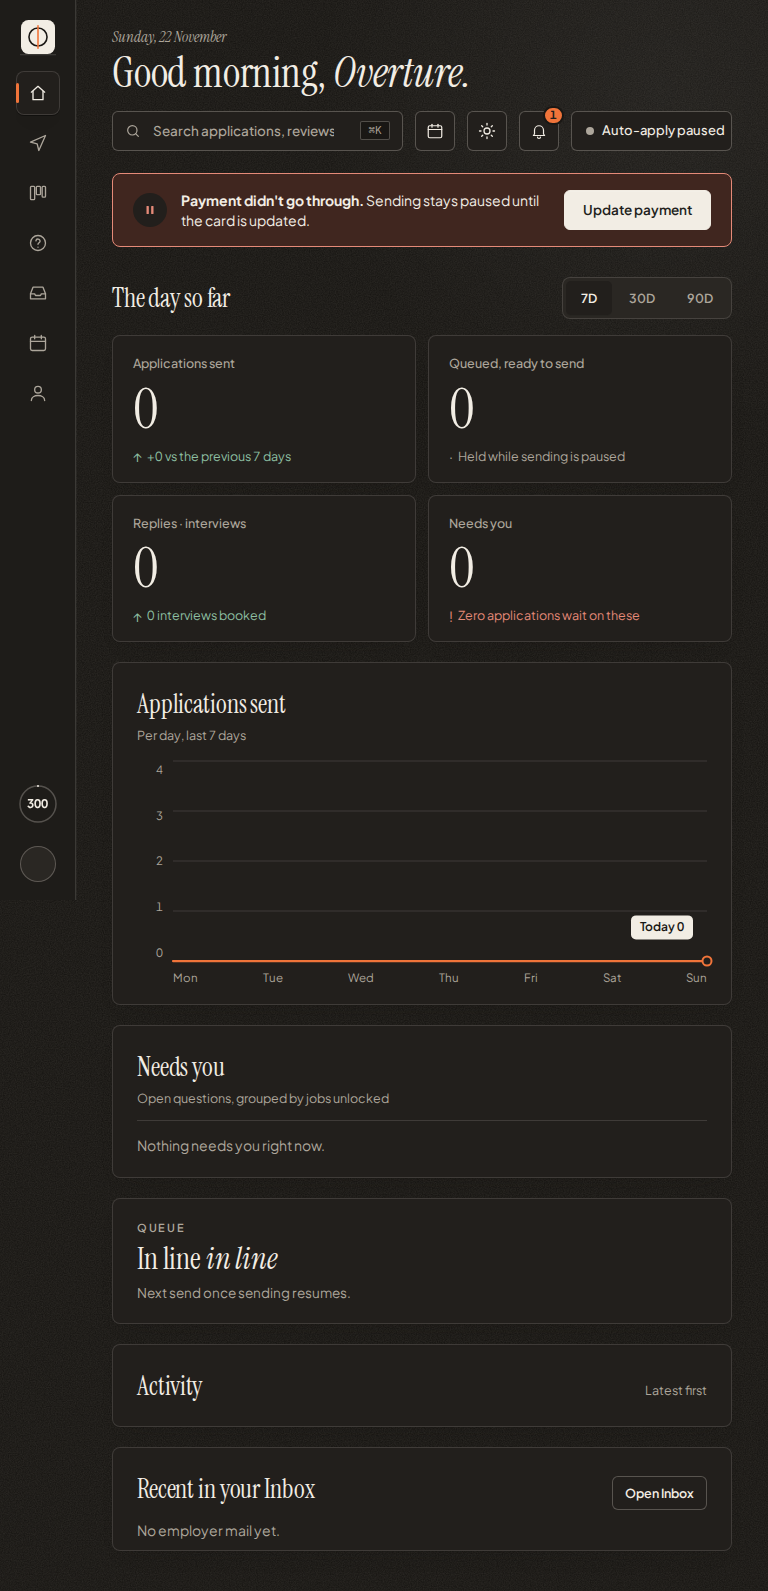 Sunday, 22 November
Good morning, Overture.
Search applications, reviews
⌘K
1
Auto-apply paused
Payment didn't go through. Sending stays paused until
the card is updated.
Update payment
The day so far
7D 30D 90D
Applications sent
0
↑ +0 vs the previous 7 days
Queued, ready to send
0
· Held while sending is paused
Replies · interviews
0
↑ 0 interviews booked
Needs you
0
! Zero applications wait on these
300
Applications sent
Per day, last 7 days
4
3
2
1
0
Today 0
Mon Tue Wed Thu Fri Sat Sun
Needs you
Open questions, grouped by jobs unlocked
Nothing needs you right now.
QUEUE
In line in line
Next send once sending resumes.
Activity
Latest first
Recent in your Inbox
Open Inbox
No employer mail yet.